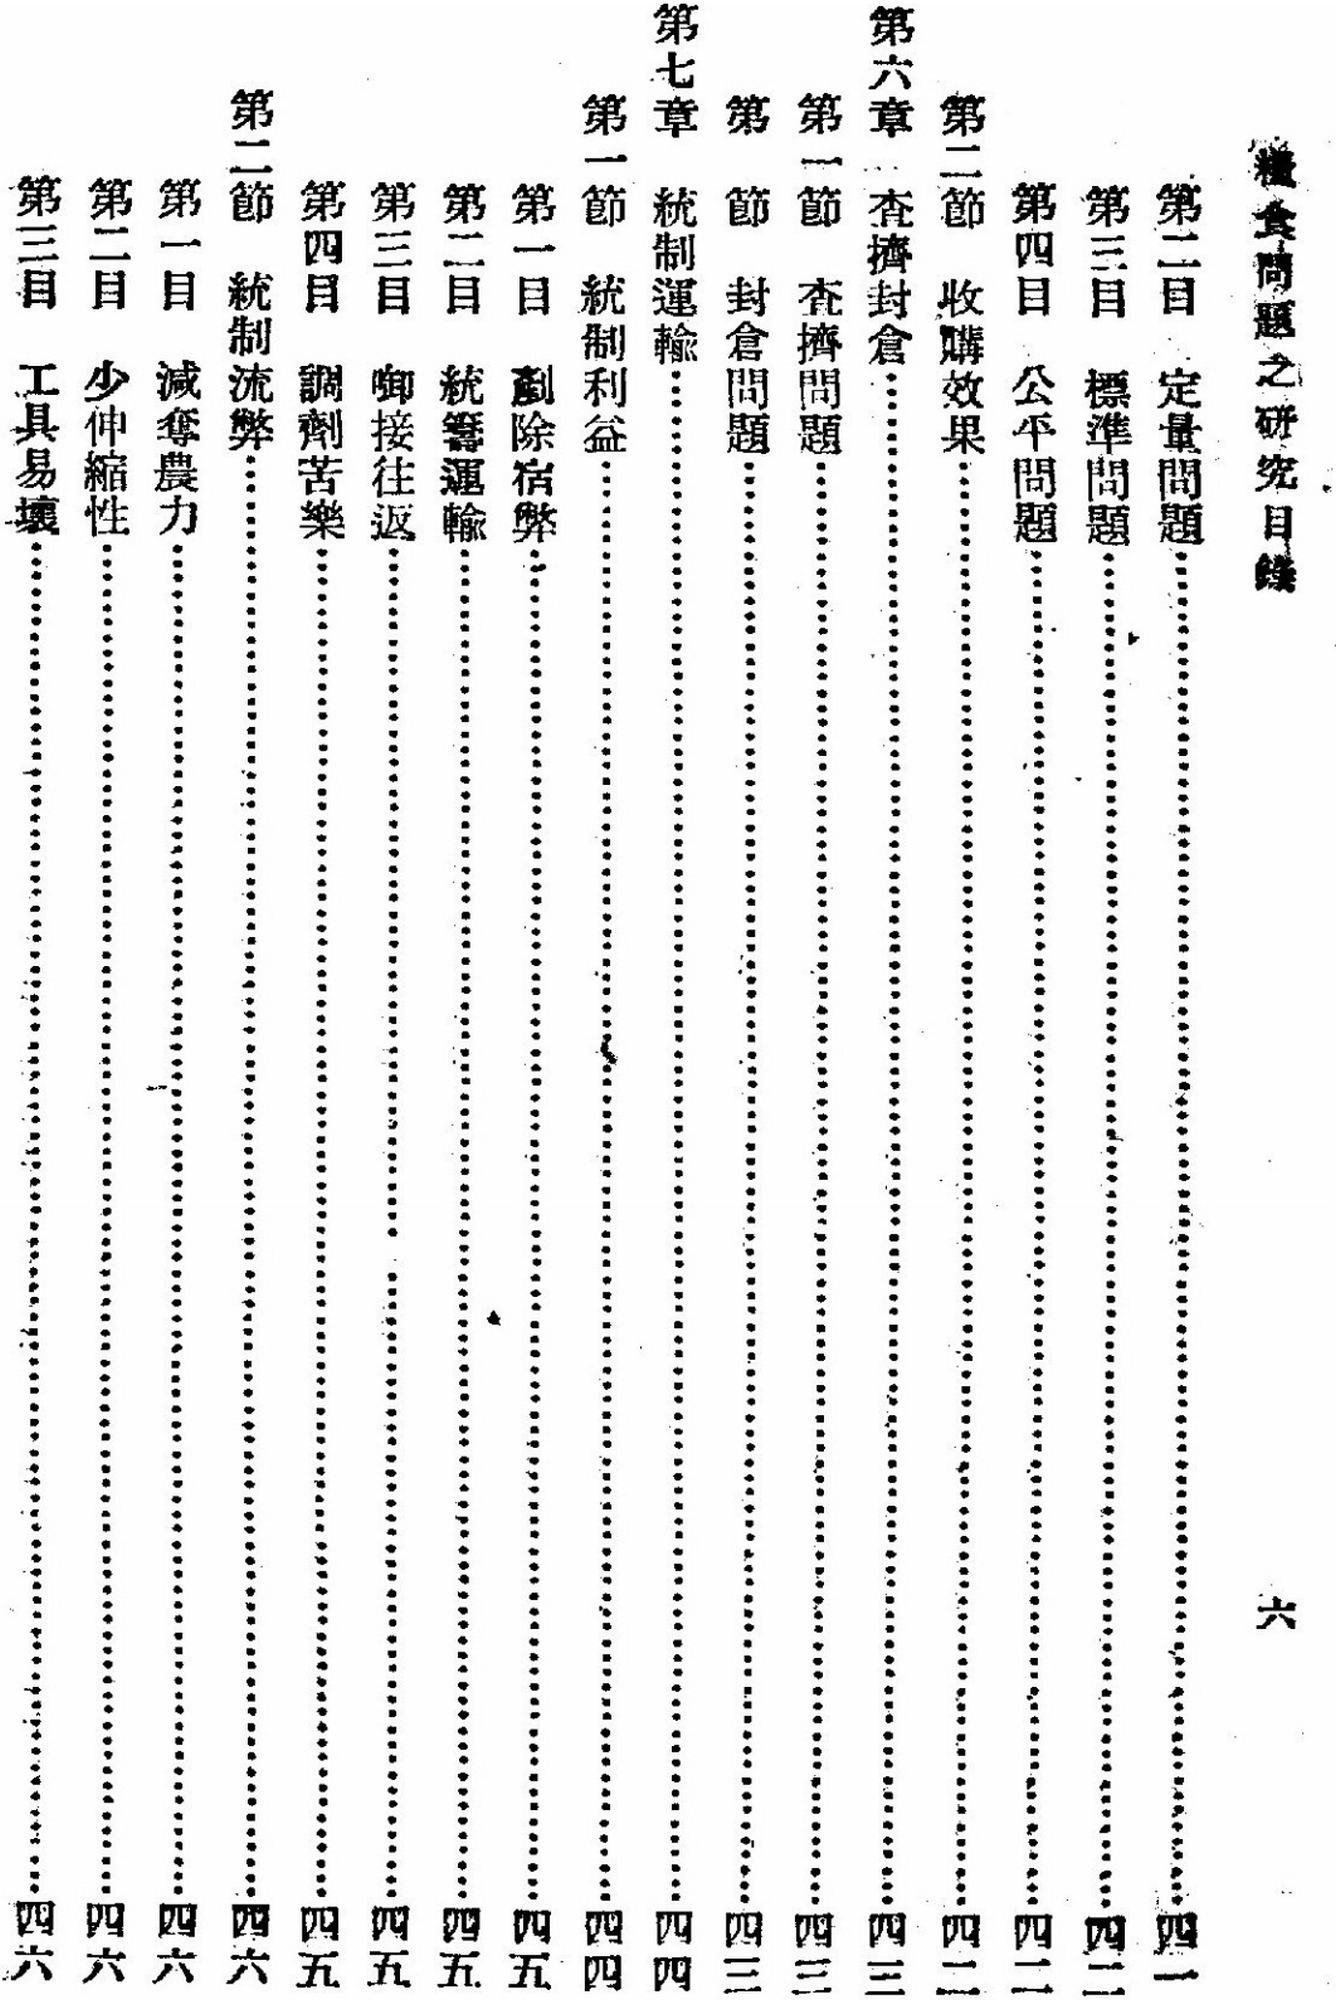 糧食問題之研究目錄
六
第二目 定量問題……四一
第三目 標準問題……四二
第四目 公平問題……四二
第二節 收購效果……四二
第六章 查擠封倉……四三
第一節 查擠問題……四三
第 節 封倉問題……四三
第七章 統制運輸……四四
第一節 統制利益……四四
第一目 剷除宿弊……四五
第二目 統籌運輸……四五
第三目 啣接往返……四五
第四目 調劑苦樂……四五
第二節 統制流弊……四六
第一目 減奪農力……四六
第二目 少伸縮性……四六
第三目 工具易壞……四六